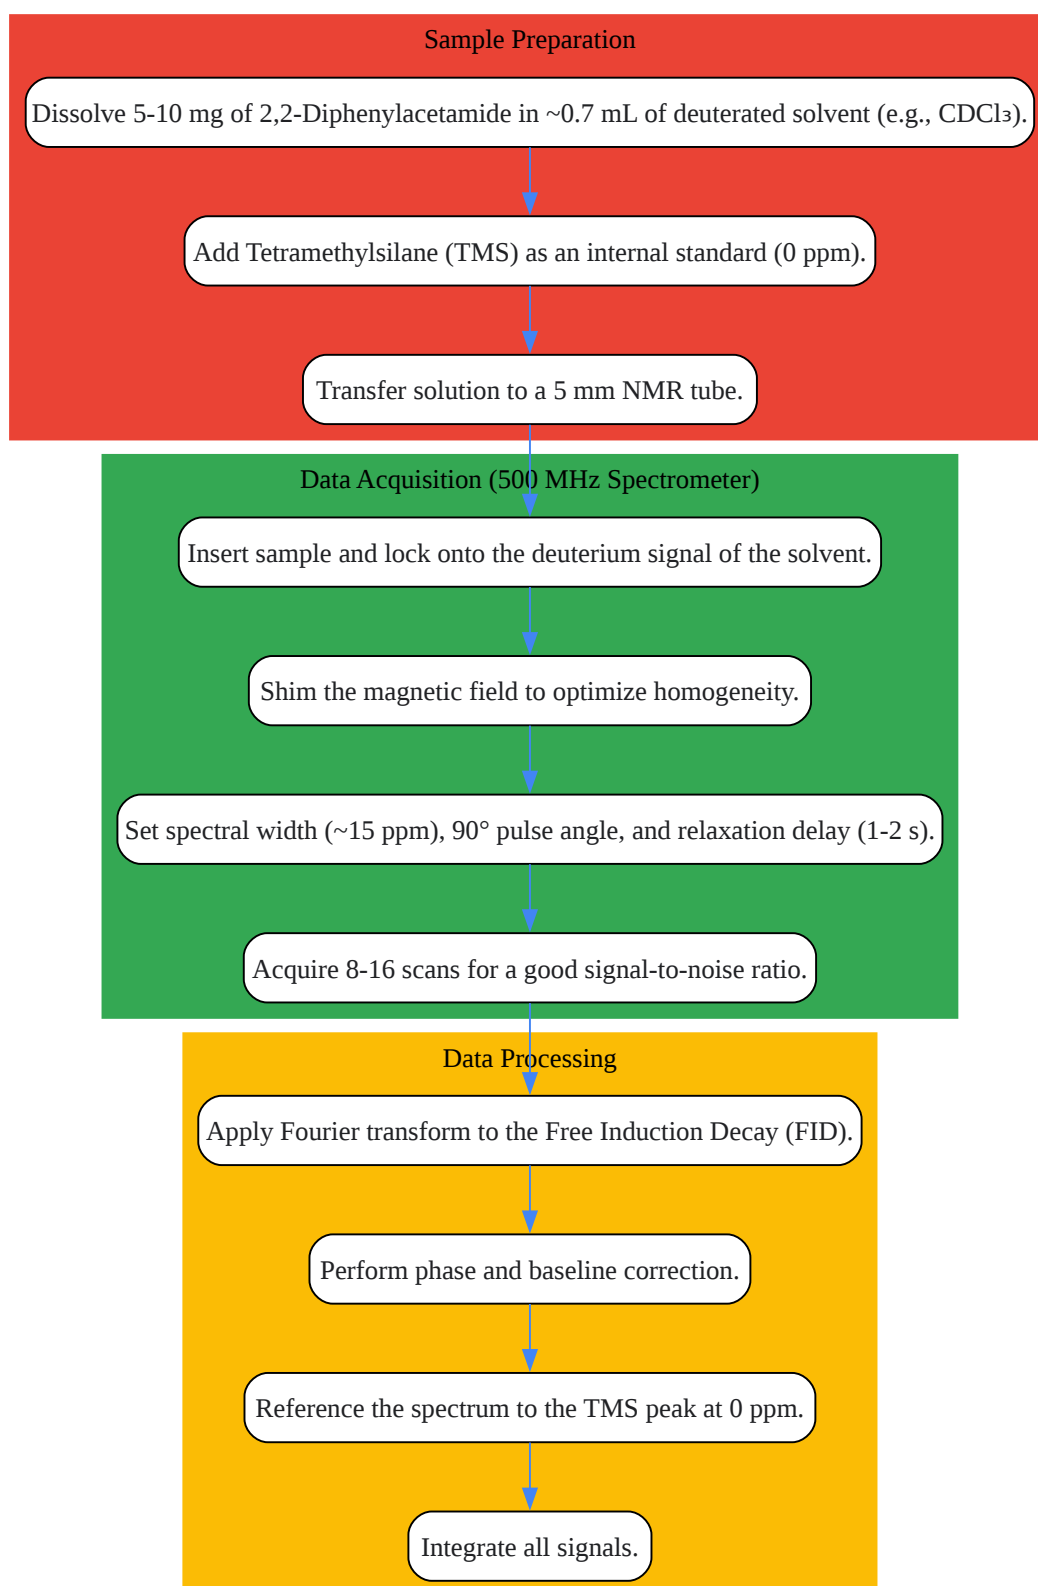 Sample Preparation
Dissolve 5-10 mg of 2,2-Diphenylacetamide in ~0.7 mL of deuterated solvent (e.g., CDCl₃).
Add Tetramethylsilane (TMS) as an internal standard (0 ppm).
Transfer solution to a 5 mm NMR tube.
Data Acquisition (500 MHz Spectrometer)
Insert sample and lock onto the deuterium signal of the solvent.
Shim the magnetic field to optimize homogeneity.
Set spectral width (~15 ppm), 90° pulse angle, and relaxation delay (1-2 s).
Acquire 8-16 scans for a good signal-to-noise ratio.
Data Processing
Apply Fourier transform to the Free Induction Decay (FID).
Perform phase and baseline correction.
Reference the spectrum to the TMS peak at 0 ppm.
Integrate all signals.